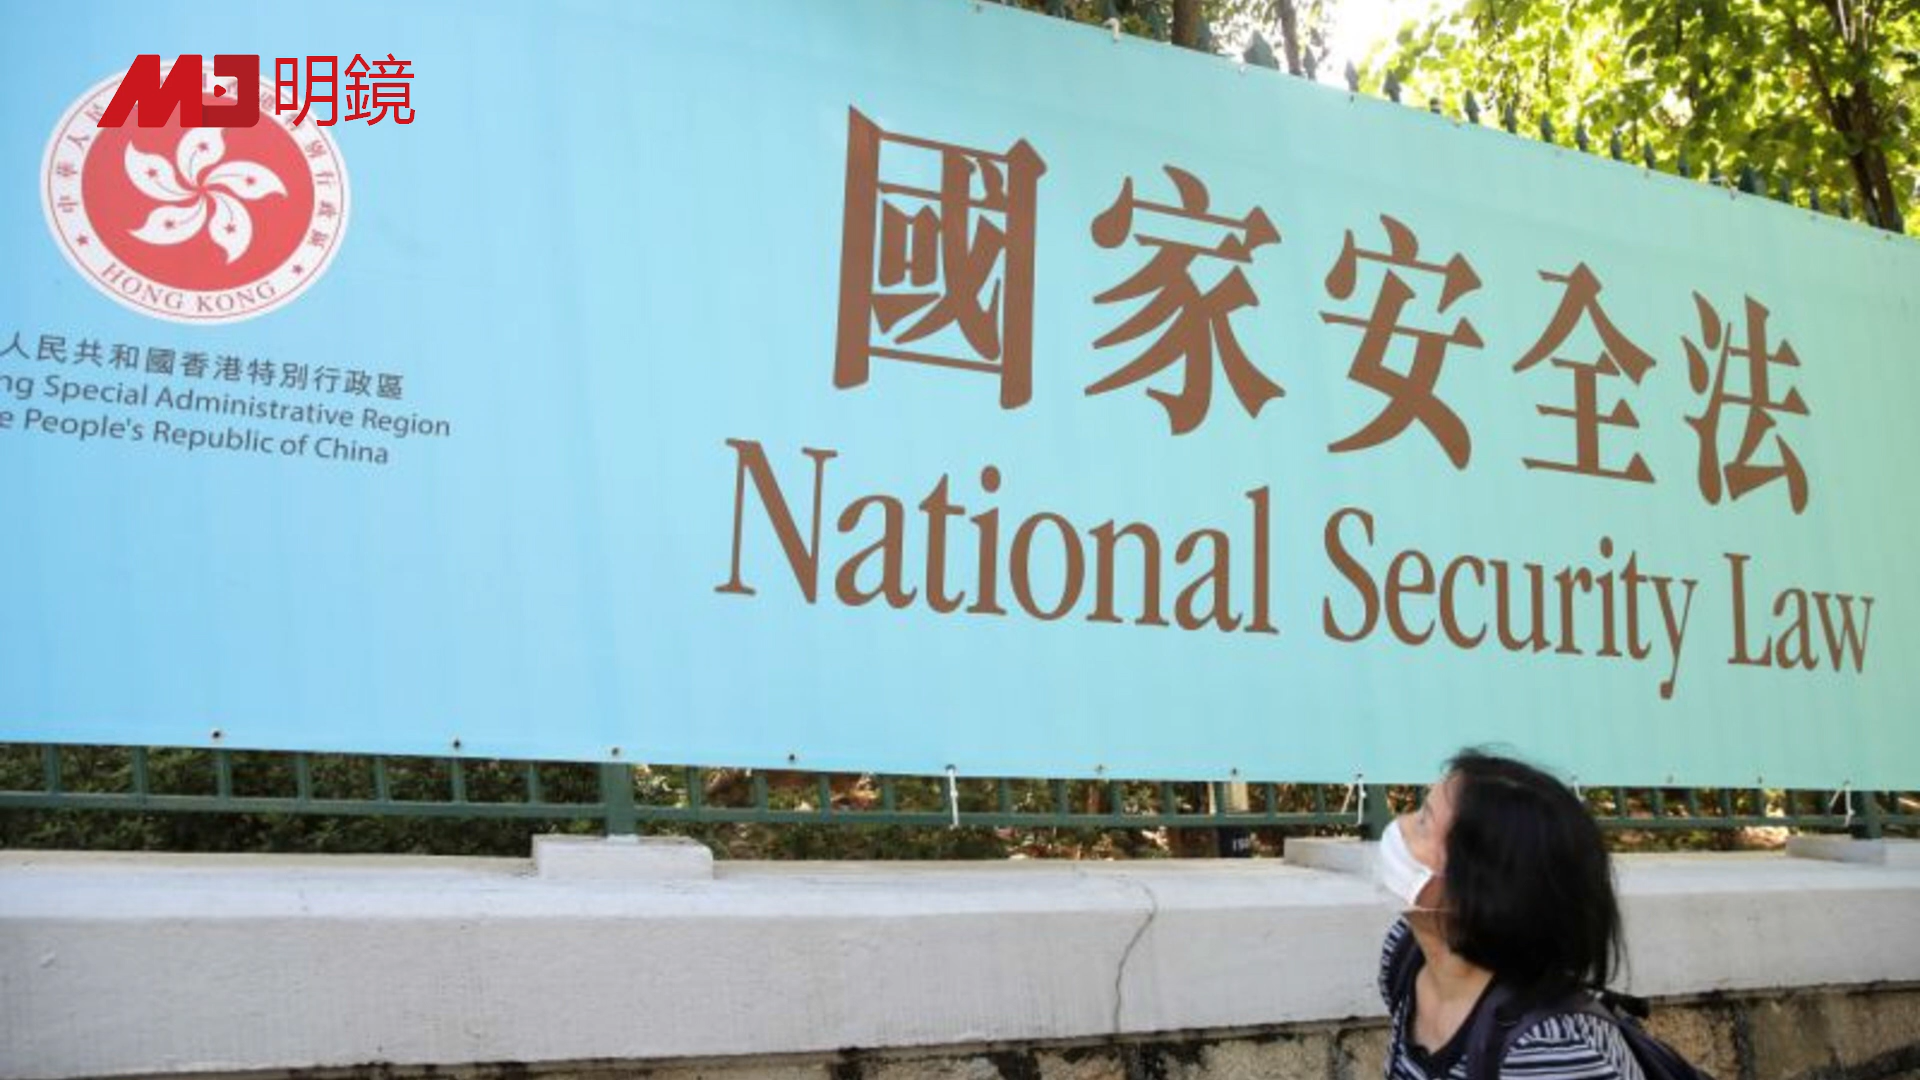 明鏡
HONG KONG
人民共和國香港特別行政區
ng Special Administrative Region
e People's Republic of China
國家安全法
National Security Law